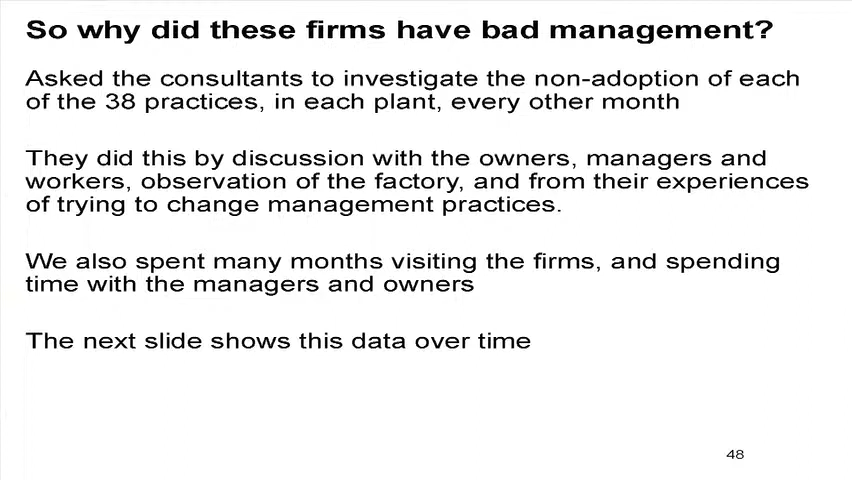 So why did these firms have bad management?
Asked the consultants to investigate the non-adoption of each
of the 38 practices, in each plant, every other month
They did this by discussion with the owners, managers and
workers, observation of the factory, and from their experiences
of trying to change management practices.
We also spent many months visiting the firms, and spending
time with the managers and owners
The next slide shows this data over time
48